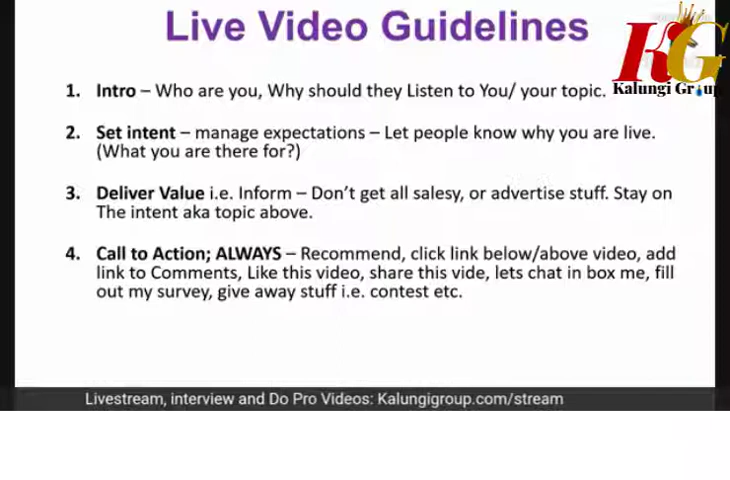 Live Video Guidelines
KG
Kalungi Group
1. Intro – Who are you, Why should they Listen to You/ your topic.
2. Set intent – manage expectations – Let people know why you are live.
(What you are there for?)
3. Deliver Value i.e. Inform – Don't get all salesy, or advertise stuff. Stay on
The intent aka topic above.
4. Call to Action; ALWAYS – Recommend, click link below/above video, add
link to Comments, Like this video, share this vide, lets chat in box me, fill
out my survey, give away stuff i.e. contest etc.
Livestream, interview and Do Pro Videos: Kalungigroup.com/stream